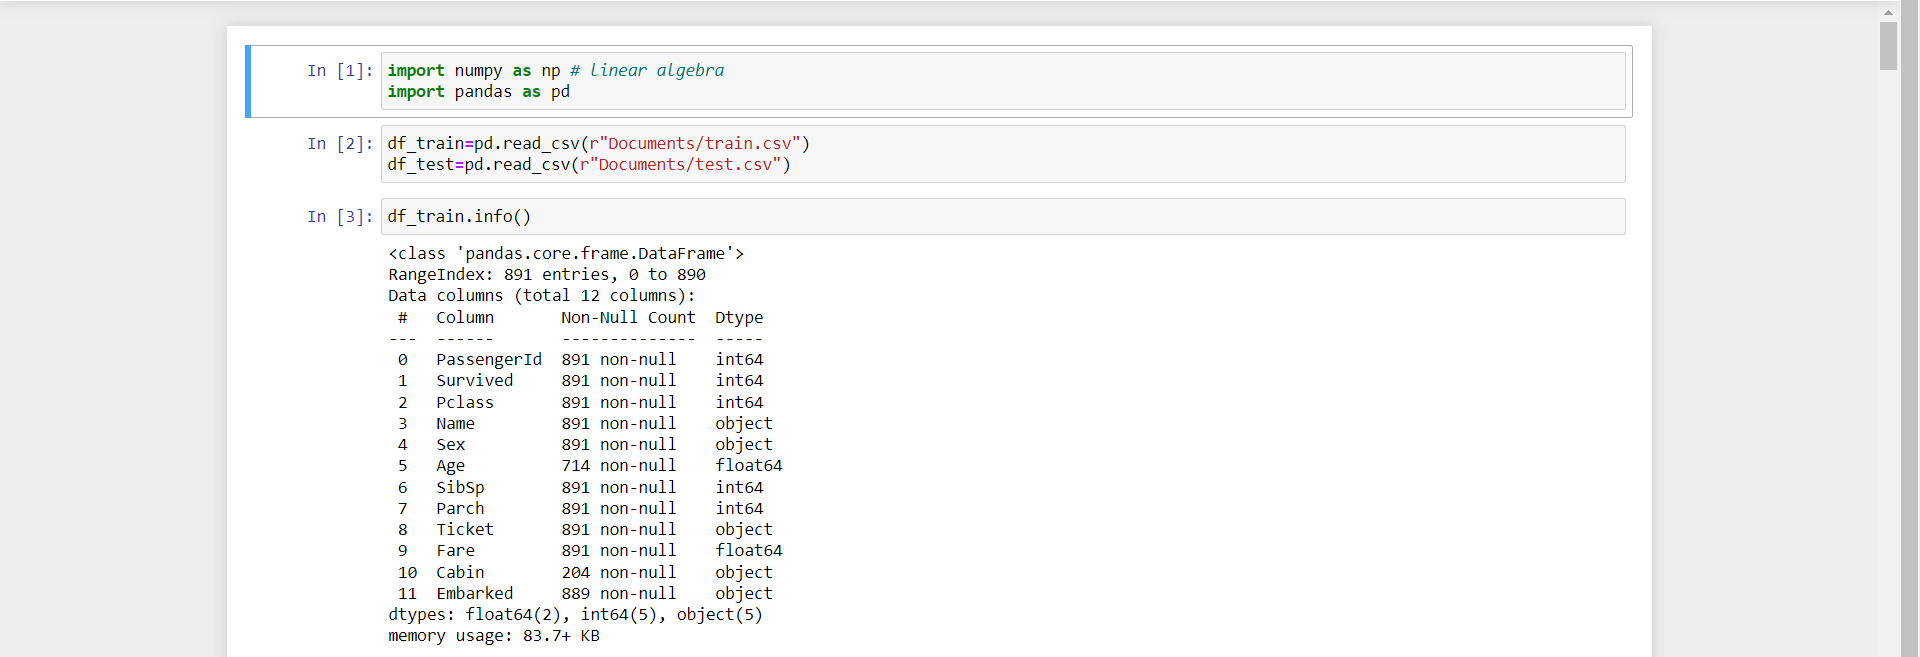 In [1]: import numpy as np # linear algebra
import pandas as pd
In [2]: df_train=pd.read_csv(r"Documents/train.csv")
df_test=pd.read_csv(r"Documents/test.csv")
In [3]: df_train.info()
<class 'pandas.core.frame.DataFrame'>
RangeIndex: 891 entries, 0 to 890
Data columns (total 12 columns):
 #   Column       Non-Null Count  Dtype
---  ------       --------------  -----
 0   PassengerId  891 non-null    int64
 1   Survived     891 non-null    int64
 2   Pclass       891 non-null    int64
 3   Name         891 non-null    object
 4   Sex          891 non-null    object
 5   Age          714 non-null    float64
 6   SibSp        891 non-null    int64
 7   Parch        891 non-null    int64
 8   Ticket       891 non-null    object
 9   Fare         891 non-null    float64
 10  Cabin        204 non-null    object
 11  Embarked     889 non-null    object
dtypes: float64(2), int64(5), object(5)
memory usage: 83.7+ KB